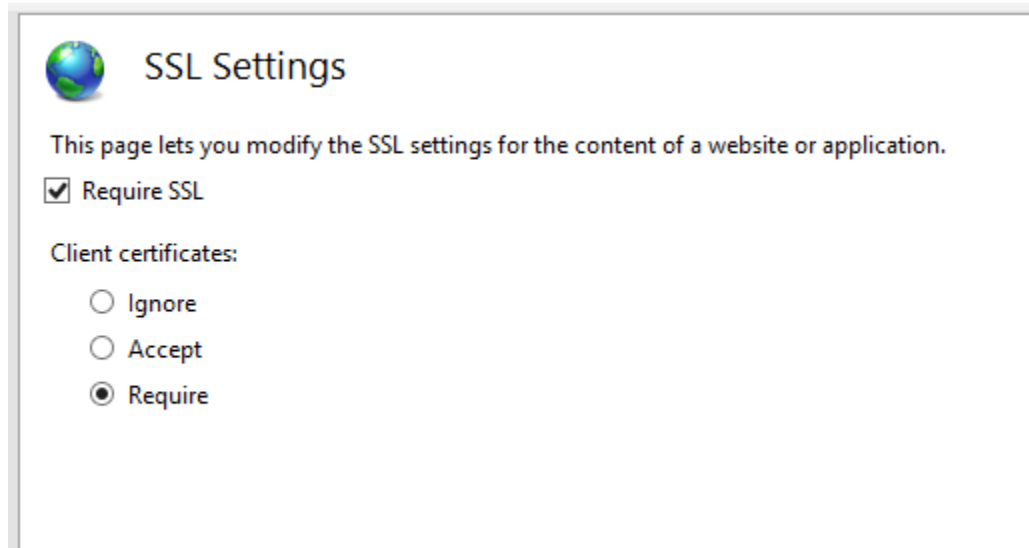 SSL Settings
This page lets you modify the SSL settings for the content of a website or application.
Require SSL
Client certificates:
Ignore
Accept
Require